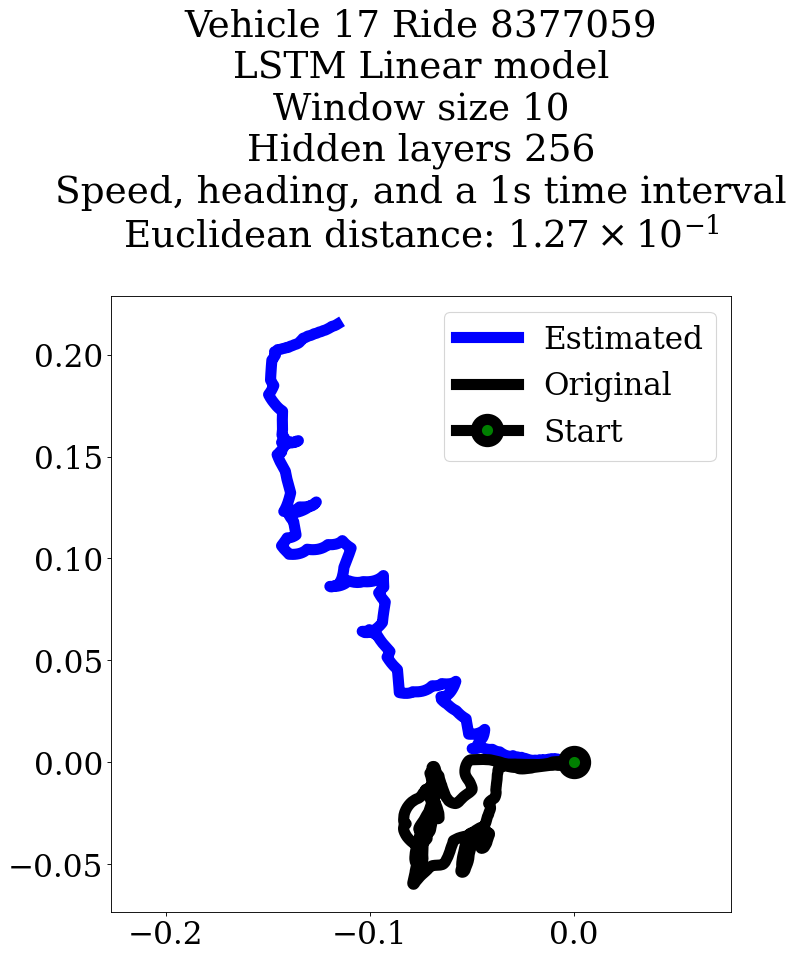 Vehicle 17 Ride 8377059
LSTM Linear model
Window size 10
Hidden layers 256
Speed, heading, and a 1s time interval
Euclidean distance: 1.27 × 10⁻¹
Estimated
Original
Start
0.20
0.15
0.10
0.05
0.00
−0.05
−0.2
−0.1
0.0